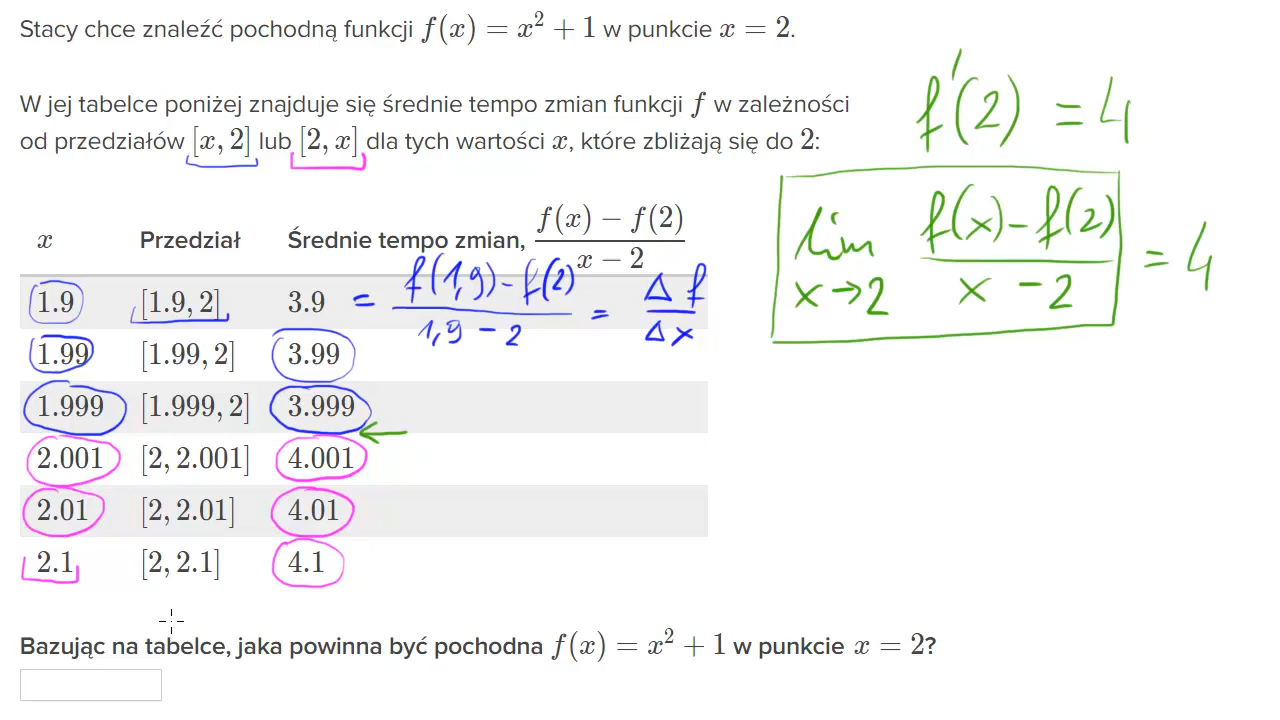 Stacy chce znaleźć pochodną funkcji f(x) = x² + 1 w punkcie x = 2.
W jej tabelce poniżej znajduje się średnie tempo zmian funkcji f w zależności
od przedziałów [x, 2] lub [2, x] dla tych wartości x, które zbliżają się do 2:
f'(2) = 4
lim x→2 (f(x) - f(2)) / (x - 2) = 4
x Przedział Średnie tempo zmian, (f(x) − f(2)) / (x − 2)
1.9 [1.9, 2] 3.9 = (f(1,9) - f(2)) / (1,9 - 2) = Δf / Δx
1.99 [1.99, 2] 3.99
1.999 [1.999, 2] 3.999
2.001 [2, 2.001] 4.001
2.01 [2, 2.01] 4.01
2.1 [2, 2.1] 4.1
Bazując na tabelce, jaka powinna być pochodna f(x) = x² + 1 w punkcie x = 2?